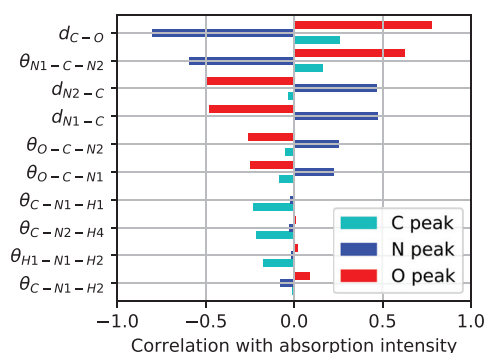 d_{C-O}
θ_{N1-C-N2}
d_{N2-C}
d_{N1-C}
θ_{O-C-N2}
θ_{O-C-N1}
θ_{C-N1-H1}
θ_{C-N2-H4}
θ_{H1-N1-H2}
θ_{C-N1-H2}
C peak
N peak
O peak
−1.0 −0.5 0.0 0.5 1.0
Correlation with absorption intensity